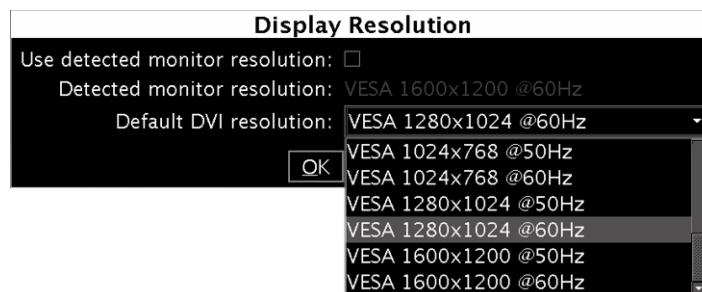 Display Resolution
Use detected monitor resolution:
Detected monitor resolution: VESA 1600x1200 @60Hz
Default DVI resolution: VESA 1280x1024 @60Hz
OK
VESA 1024x768 @50Hz
VESA 1024x768 @60Hz
VESA 1280x1024 @50Hz
VESA 1280x1024 @60Hz
VESA 1600x1200 @50Hz
VESA 1600x1200 @60Hz